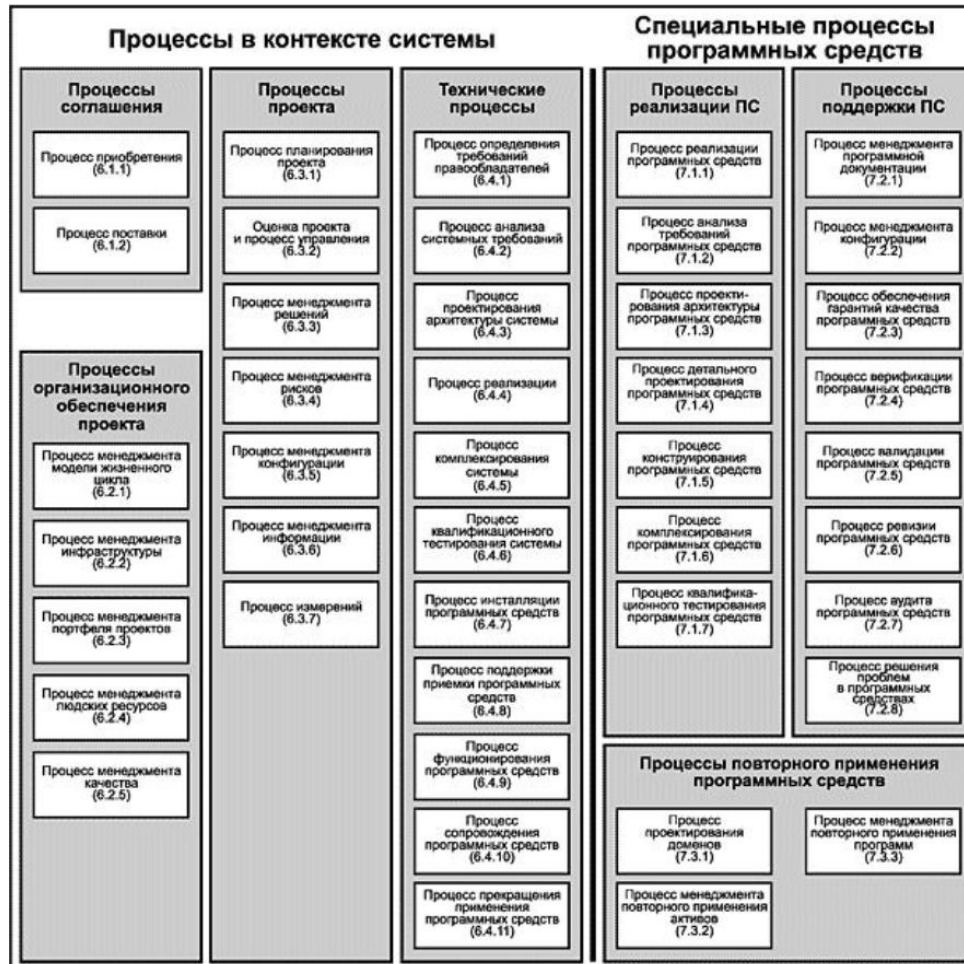 Процессы в контексте системы
Специальные процессы
программных средств
Процессы
соглашения
Процесс приобретения
(6.1.1)
Процесс поставки
(6.1.2)
Процессы
организационного
обеспечения
проекта
Процесс менеджмента
модели жизненного
цикла
(6.2.1)
Процесс менеджмента
инфраструктуры
(6.2.2)
Процесс менеджмента
портфеля проектов
(6.2.3)
Процесс менеджмента
людских ресурсов
(6.2.4)
Процесс менеджмента
качества
(6.2.5)
Процессы
проекта
Процесс планирования
проекта
(6.3.1)
Оценка проекта
и процесс управления
(6.3.2)
Процесс менеджмента
решений
(6.3.3)
Процесс менеджмента
рисков
(6.3.4)
Процесс менеджмента
конфигурации
(6.3.5)
Процесс менеджмента
информации
(6.3.6)
Процесс измерений
(6.3.7)
Технические
процессы
Процесс определения
требований
правообладателей
(6.4.1)
Процесс анализа
системных требований
(6.4.2)
Процесс
проектирования
архитектуры системы
(6.4.3)
Процесс реализации
(6.4.4)
Процесс
комплексирования
системы
(6.4.5)
Процесс
квалификационного
тестирования системы
(6.4.6)
Процесс инсталляции
программных средств
(6.4.7)
Процесс поддержки
приемки программных
средств
(6.4.8)
Процесс
функционирования
программных средств
(6.4.9)
Процесс
сопровождения
программных средств
(6.4.10)
Процесс прекращения
применения
программных средств
(6.4.11)
Процессы
реализации ПС
Процесс реализации
программных средств
(7.1.1)
Процесс анализа
требований
программных средств
(7.1.2)
Процесс проекти-
рования архитектуры
программных средств
(7.1.3)
Процесс детального
проектирования
программных средств
(7.1.4)
Процесс
конструирования
программных средств
(7.1.5)
Процесс
комплексирования
программных средств
(7.1.6)
Процесс квалифика-
ционного тестирования
программных средств
(7.1.7)
Процессы
поддержки ПС
Процесс менеджмента
программной
документации
(7.2.1)
Процесс менеджмента
конфигурации
(7.2.2)
Процесс обеспечения
гарантий качества
программных средств
(7.2.3)
Процесс верификации
программных средств
(7.2.4)
Процесс валидации
программных средств
(7.2.5)
Процесс ревизии
программных средств
(7.2.6)
Процесс аудита
программных средств
(7.2.7)
Процесс решения
проблем
в программных
средствах
(7.2.8)
Процессы повторного применения
программных средств
Процесс
проектирования
доменов
(7.3.1)
Процесс менеджмента
повторного применения
активов
(7.3.2)
Процесс менеджмента
повторного применения
программ
(7.3.3)